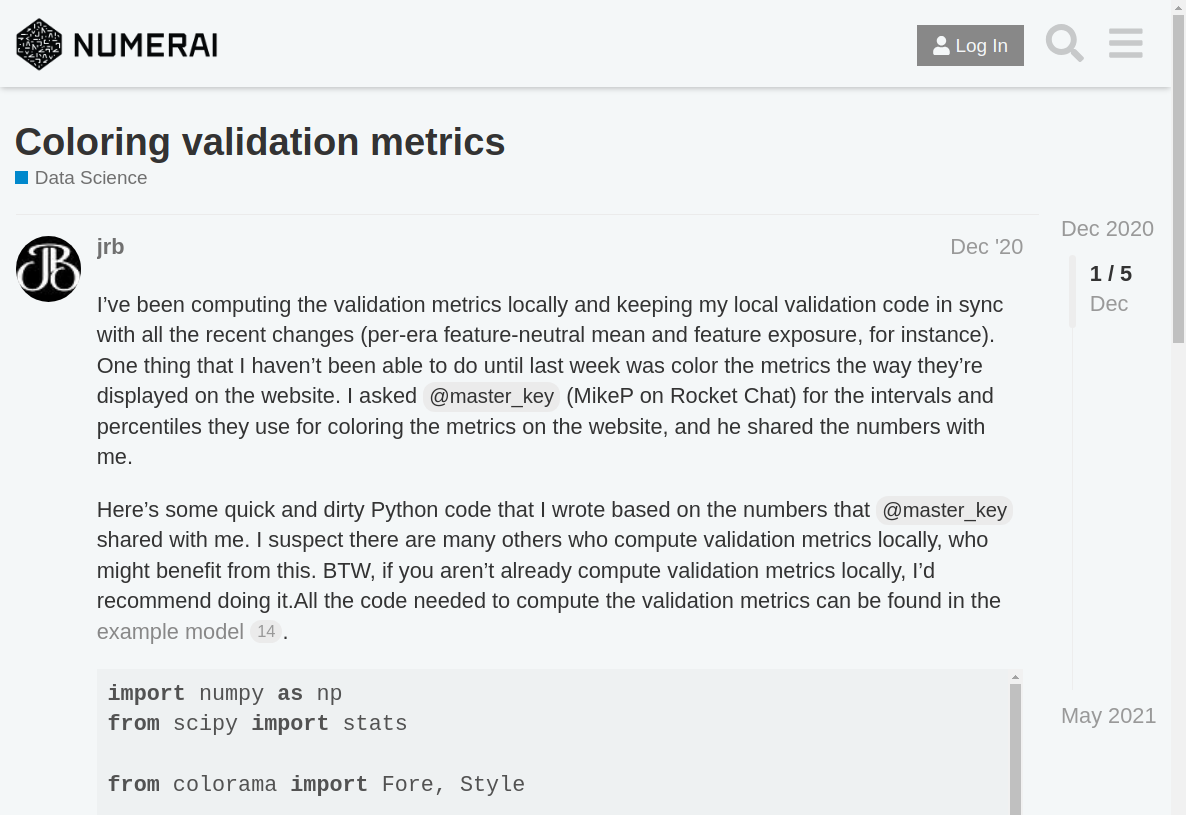 NUMERAI
Log In
Coloring validation metrics
Data Science
Dec 2020
jrb
Dec '20
1 / 5
Dec
I’ve been computing the validation metrics locally and keeping my local validation code in sync
with all the recent changes (per-era feature-neutral mean and feature exposure, for instance).
One thing that I haven’t been able to do until last week was color the metrics the way they’re
displayed on the website. I asked @master_key (MikeP on Rocket Chat) for the intervals and
percentiles they use for coloring the metrics on the website, and he shared the numbers with
me.
Here’s some quick and dirty Python code that I wrote based on the numbers that @master_key
shared with me. I suspect there are many others who compute validation metrics locally, who
might benefit from this. BTW, if you aren’t already compute validation metrics locally, I’d
recommend doing it.All the code needed to compute the validation metrics can be found in the
example model 14.
import numpy as np
from scipy import stats
May 2021
from colorama import Fore, Style